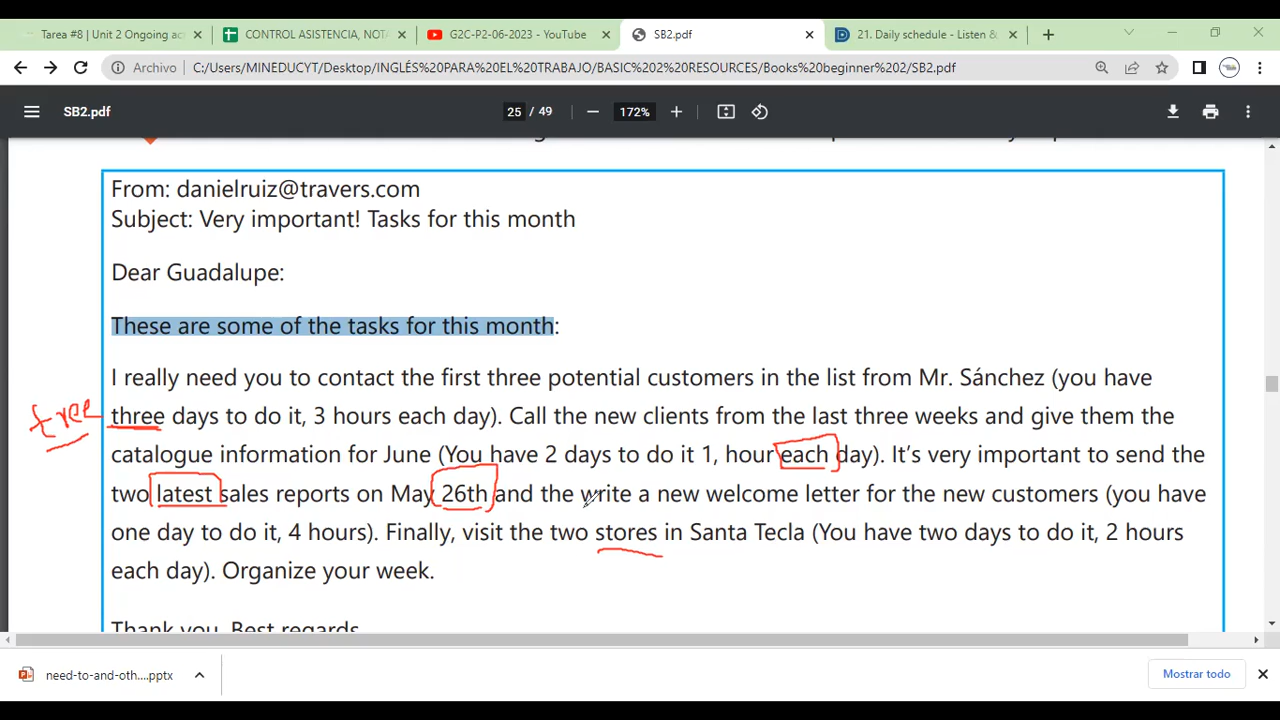 Tarea #8 | Unit 2 Ongoing ac
CONTROL ASISTENCIA, NOTA
G2C-P2-06-2023 - YouTube
SB2.pdf
21. Daily schedule - Listen &
Archivo
C:/Users/MINEDUCYT/Desktop/INGLÉS%20PARA%20EL%20TRABAJO/BASIC%202%20RESOURCES/Books%20beginner%202/SB2.pdf
SB2.pdf
25 / 49
172%
From: danielruiz@travers.com
Subject: Very important! Tasks for this month
Dear Guadalupe:
These are some of the tasks for this month:
I really need you to contact the first three potential customers in the list from Mr. Sánchez (you have
tree
three days to do it, 3 hours each day). Call the new clients from the last three weeks and give them the
catalogue information for June (You have 2 days to do it 1, hour each day). It's very important to send the
two latest sales reports on May 26th and the write a new welcome letter for the new customers (you have
one day to do it, 4 hours). Finally, visit the two stores in Santa Tecla (You have two days to do it, 2 hours
each day). Organize your week.
Thank you. Best regards
need-to-and-oth....pptx
Mostrar todo